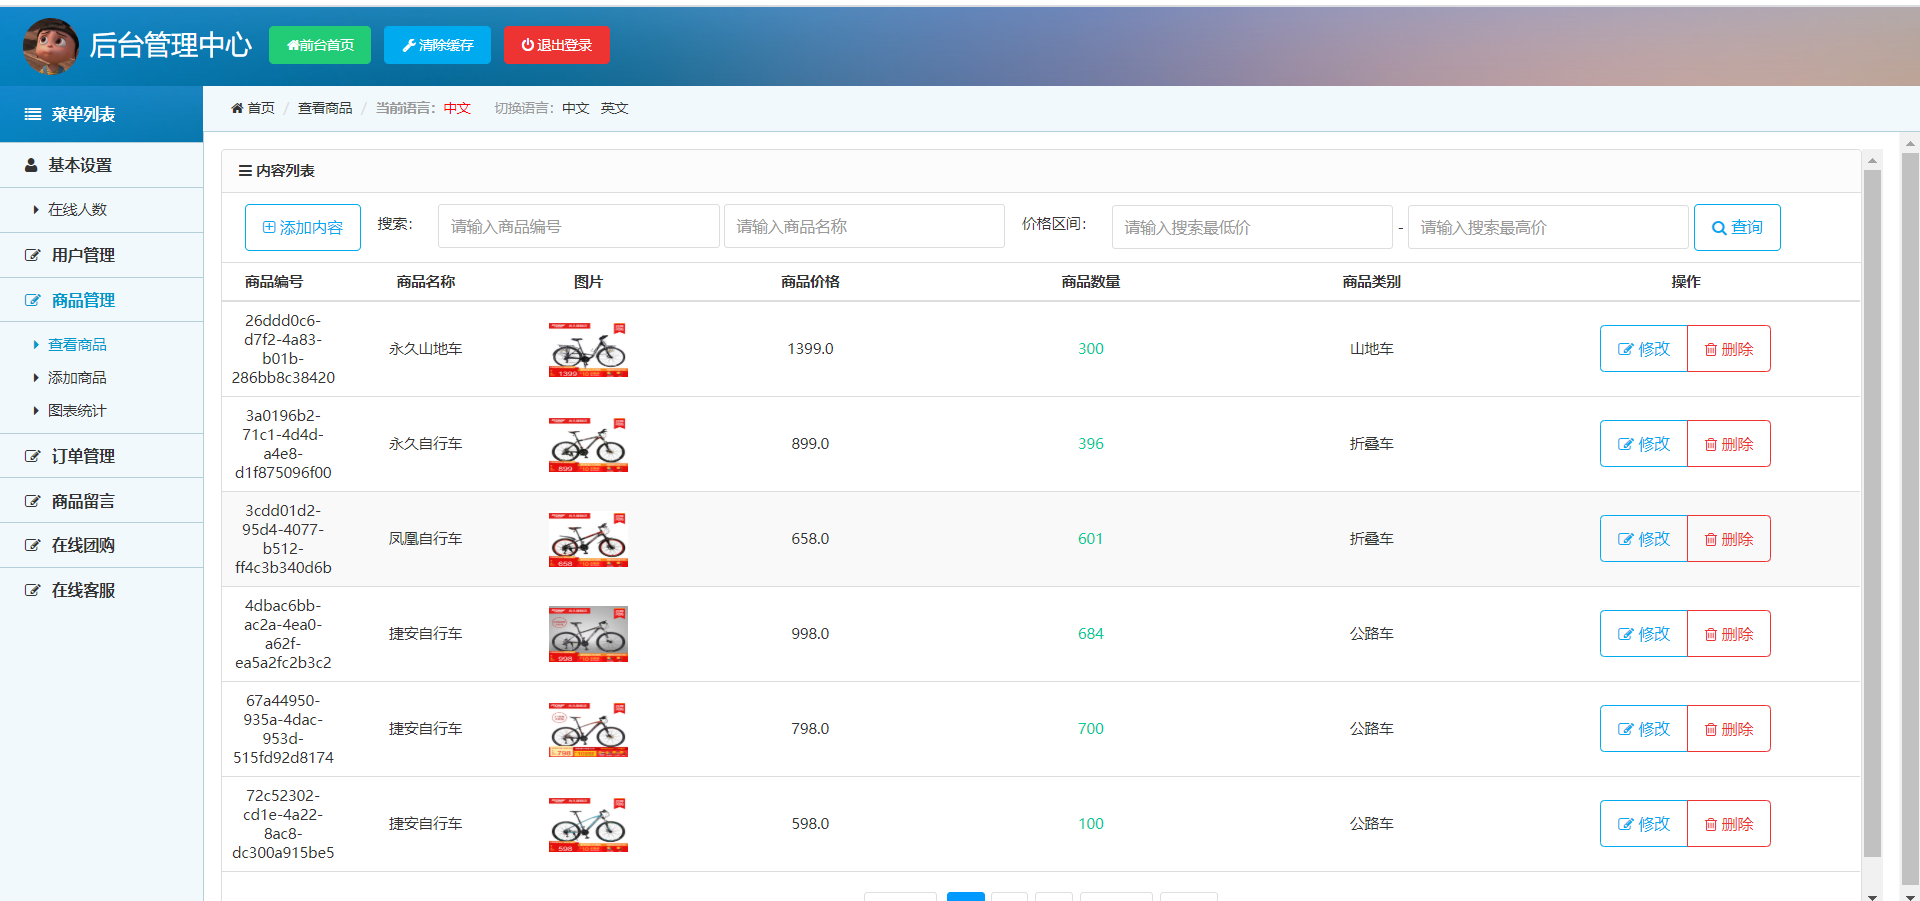 后台管理中心 前台首页 清除缓存 退出登录
菜单列表
首页 / 查看商品 / 当前语言：中文 切换语言：中文 英文
基本设置
在线人数
用户管理
商品管理
查看商品
添加商品
图表统计
订单管理
商品留言
在线团购
在线客服
内容列表
添加内容 搜索： 请输入商品编号 请输入商品名称 价格区间： 请输入搜索最低价 - 请输入搜索最高价 查询
商品编号 商品名称 图片 商品价格 商品数量 商品类别 操作
26ddd0c6-
d7f2-4a83-
b01b-
286bb8c38420
永久山地车 1399 1399.0 300 山地车 修改 删除
3a0196b2-
71c1-4d4d-
a4e8-
d1f875096f00
永久自行车 899 899.0 396 折叠车 修改 删除
3cdd01d2-
95d4-4077-
b512-
ff4c3b340d6b
凤凰自行车 658 658.0 601 折叠车 修改 删除
4dbac6bb-
ac2a-4ea0-
a62f-
ea5a2fc2b3c2
捷安自行车 998 998.0 684 公路车 修改 删除
67a44950-
935a-4dac-
953d-
515fd92d8174
捷安自行车 798 798.0 700 公路车 修改 删除
72c52302-
cd1e-4a22-
8ac8-
dc300a915be5
捷安自行车 598 598.0 100 公路车 修改 删除